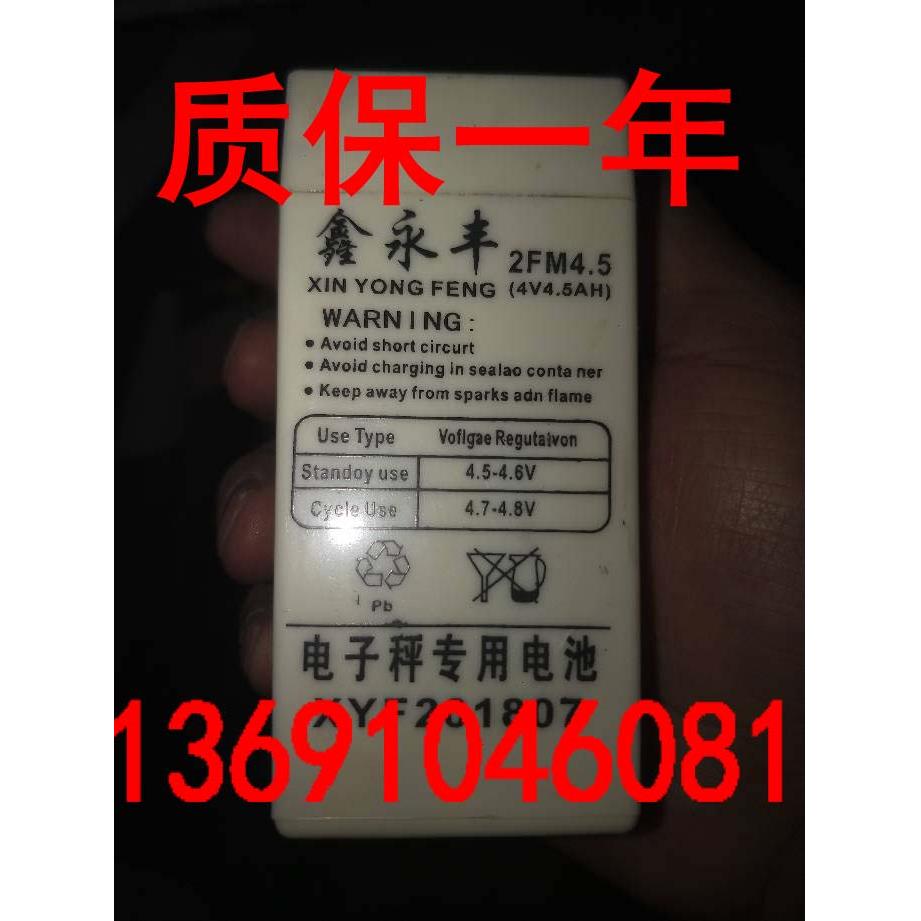 质保一年
鑫永丰 2FM4.5
XIN YONG FENG (4V4.5AH)
WARNING:
• Avoid short circurt
• Avoid charging in sealao conta ner
• Keep away from sparks adn flame
Use Type Voflgae Regutaivon
Standoy use 4.5-4.6V
Cycle Use 4.7-4.8V
Pb
电子秤专用电池
XYF201807
13691046081